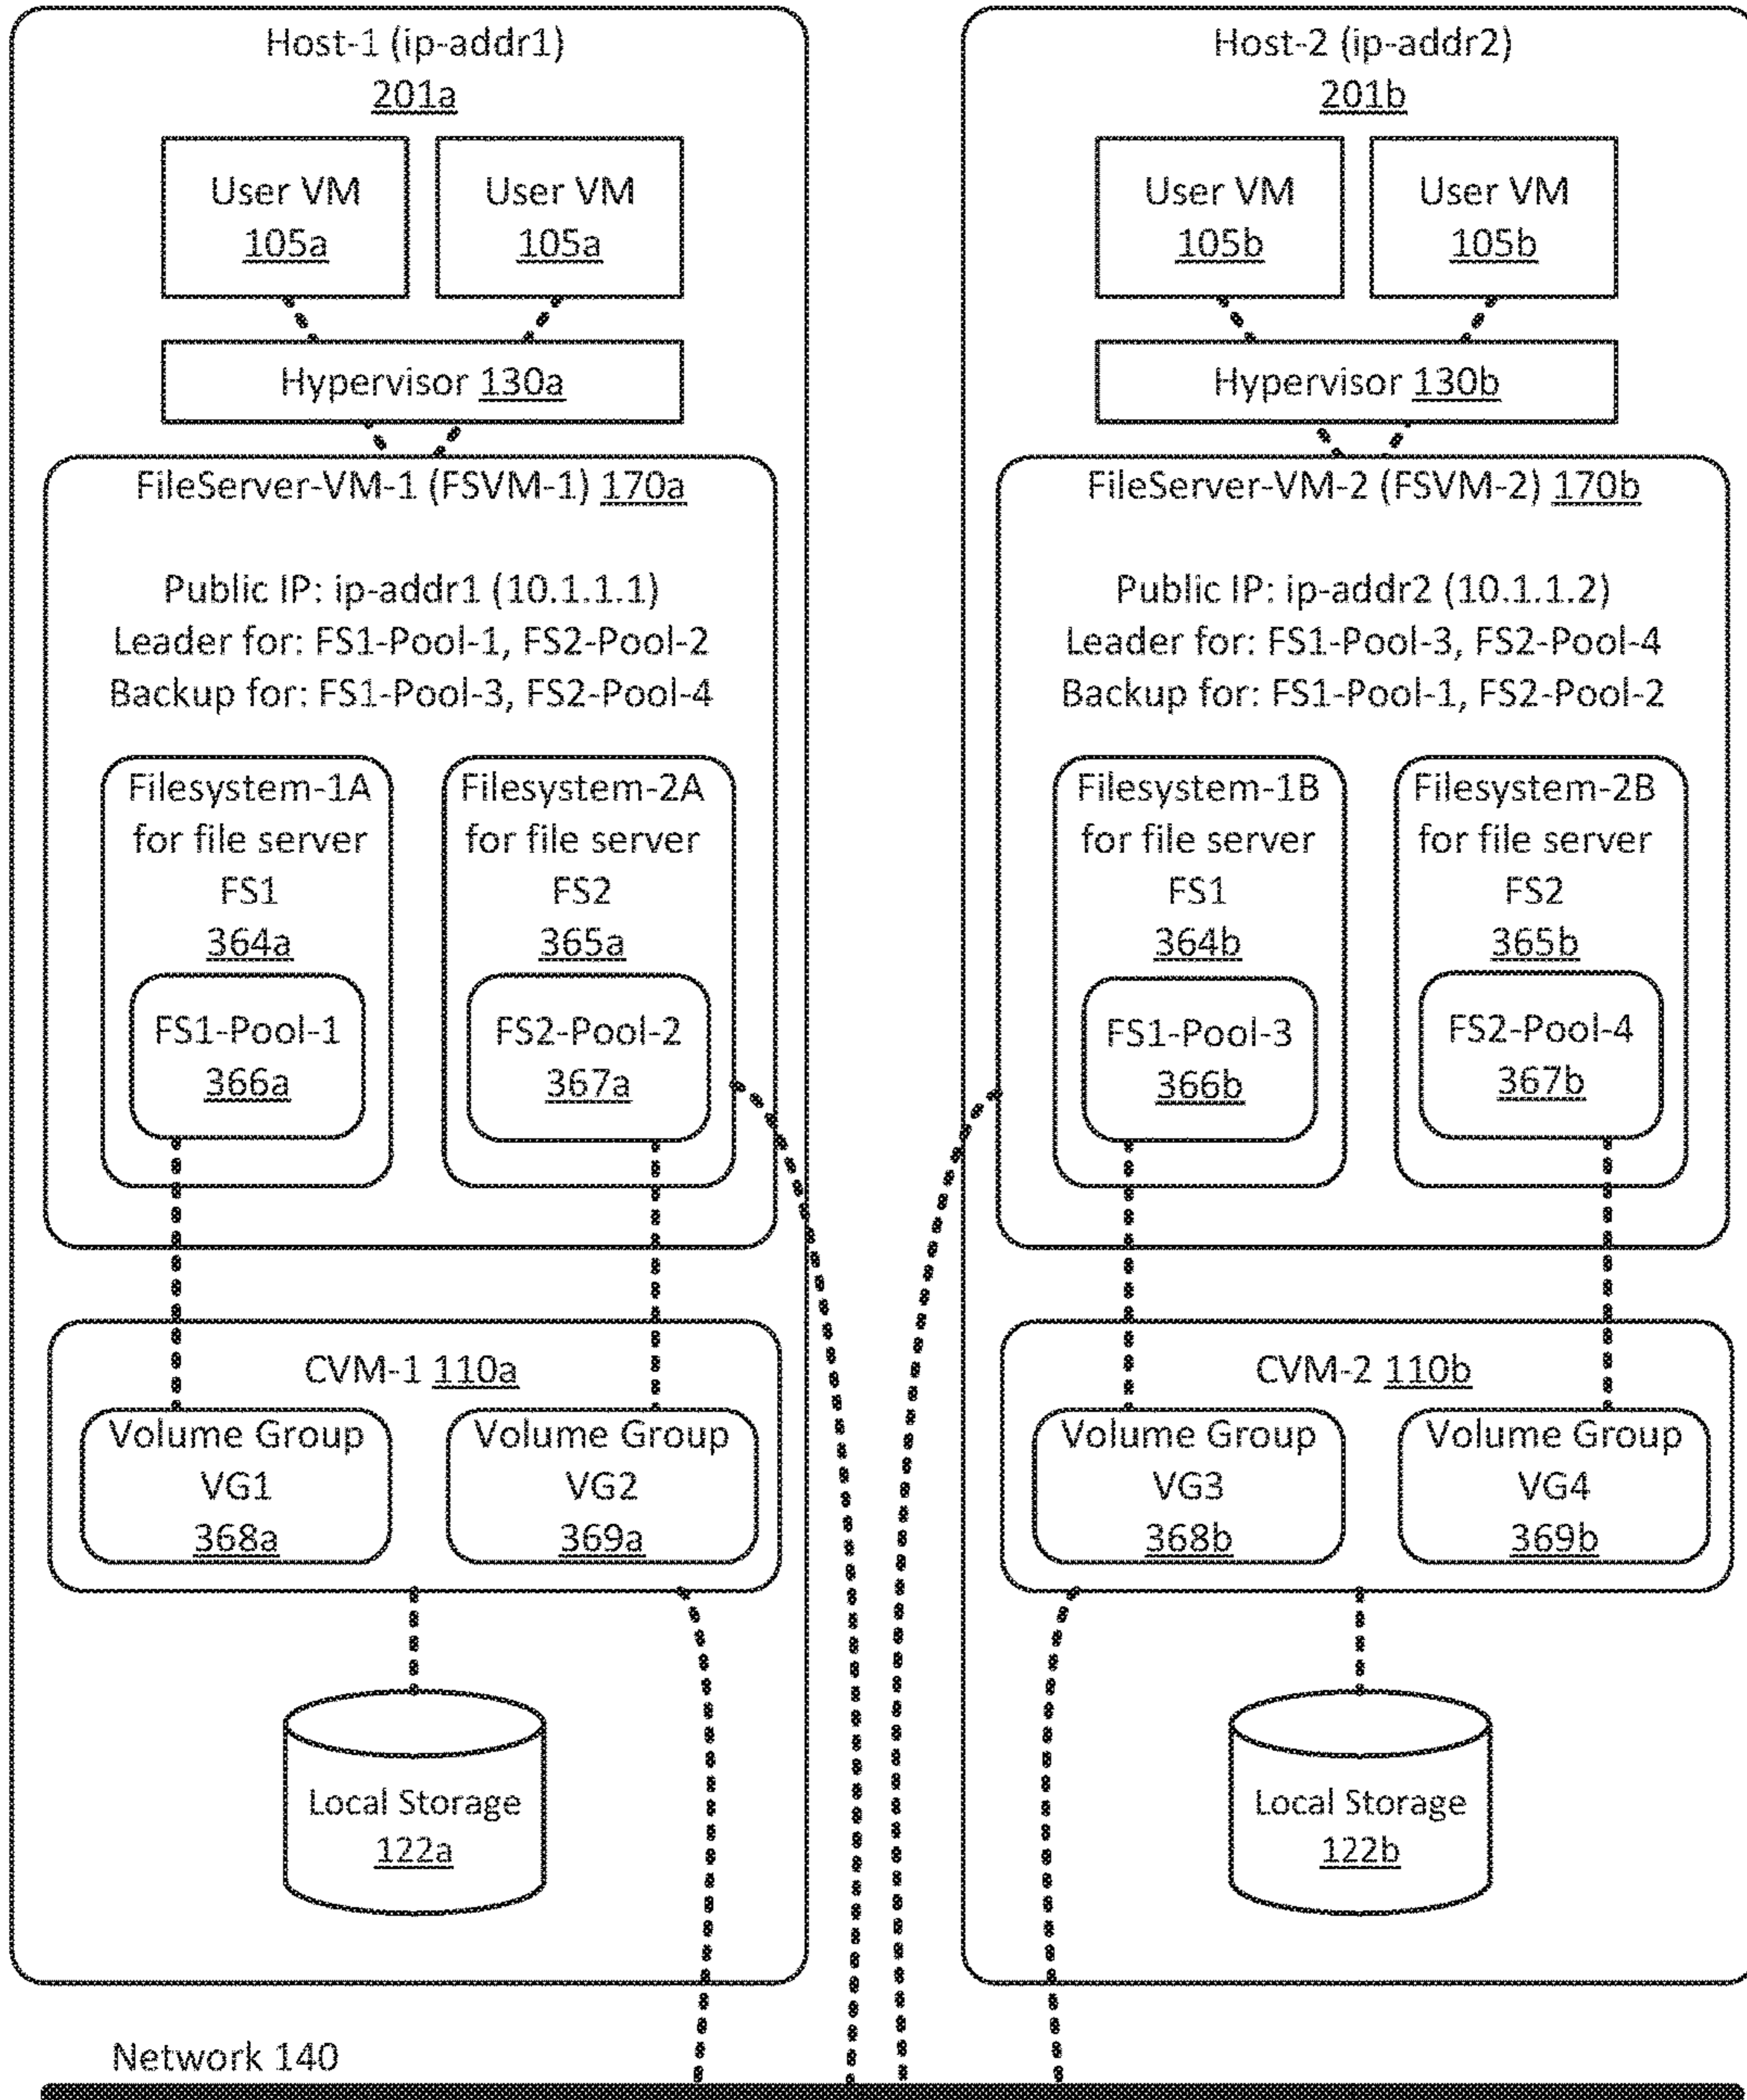 Host-1 (ip-addr1)
201a
User VM
105a
User VM
105a
Hypervisor 130a
FileServer-VM-1 (FSVM-1) 170a
Public IP: ip-addr1 (10.1.1.1)
Leader for: FS1-Pool-1, FS2-Pool-2
Backup for: FS1-Pool-3, FS2-Pool-4
Filesystem-1A
for file server
FS1
364a
FS1-Pool-1
366a
Filesystem-2A
for file server
FS2
365a
FS2-Pool-2
367a
CVM-1 110a
Volume Group
VG1
368a
Volume Group
VG2
369a
Local Storage
122a
Host-2 (ip-addr2)
201b
User VM
105b
User VM
105b
Hypervisor 130b
FileServer-VM-2 (FSVM-2) 170b
Public IP: ip-addr2 (10.1.1.2)
Leader for: FS1-Pool-3, FS2-Pool-4
Backup for: FS1-Pool-1, FS2-Pool-2
Filesystem-1B
for file server
FS1
364b
FS1-Pool-3
366b
Filesystem-2B
for file server
FS2
365b
FS2-Pool-4
367b
CVM-2 110b
Volume Group
VG3
368b
Volume Group
VG4
369b
Local Storage
122b
Network 140